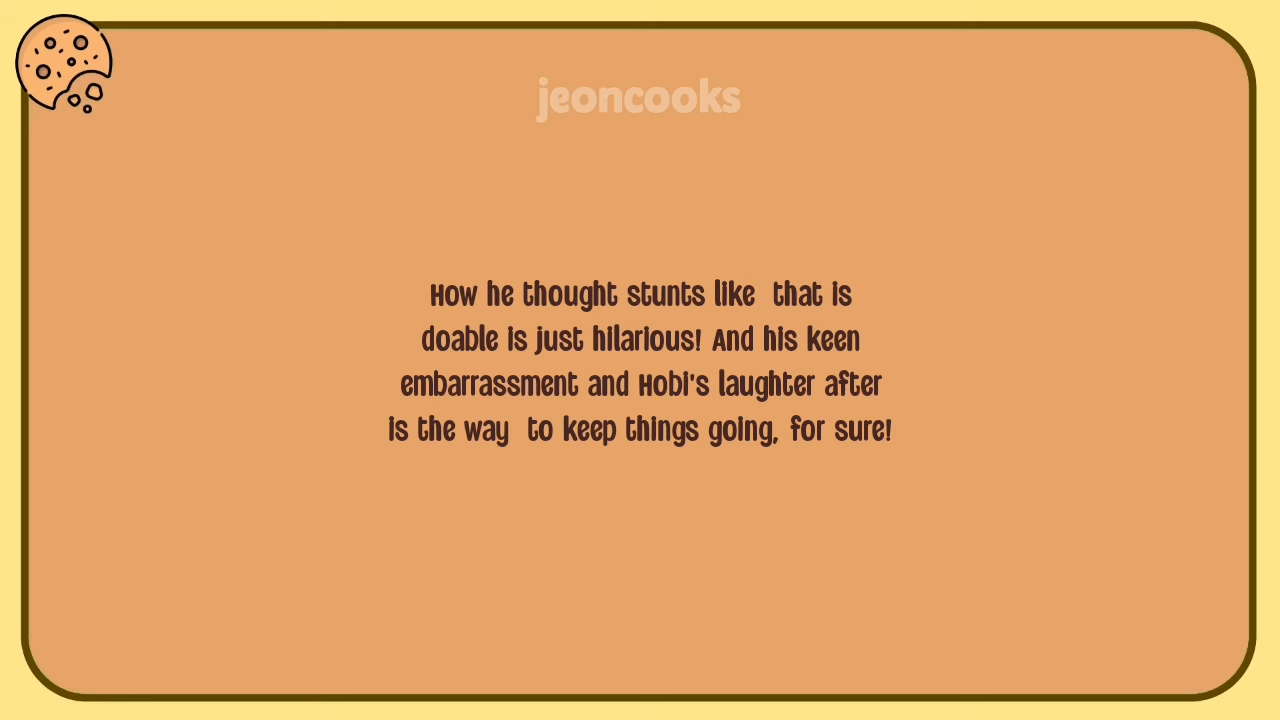 jeoncooks
How he thought stunts like  that is
doable is just hilarious! And his keen
embarrassment and Hobi's laughter after
is the way  to keep things going, for sure!